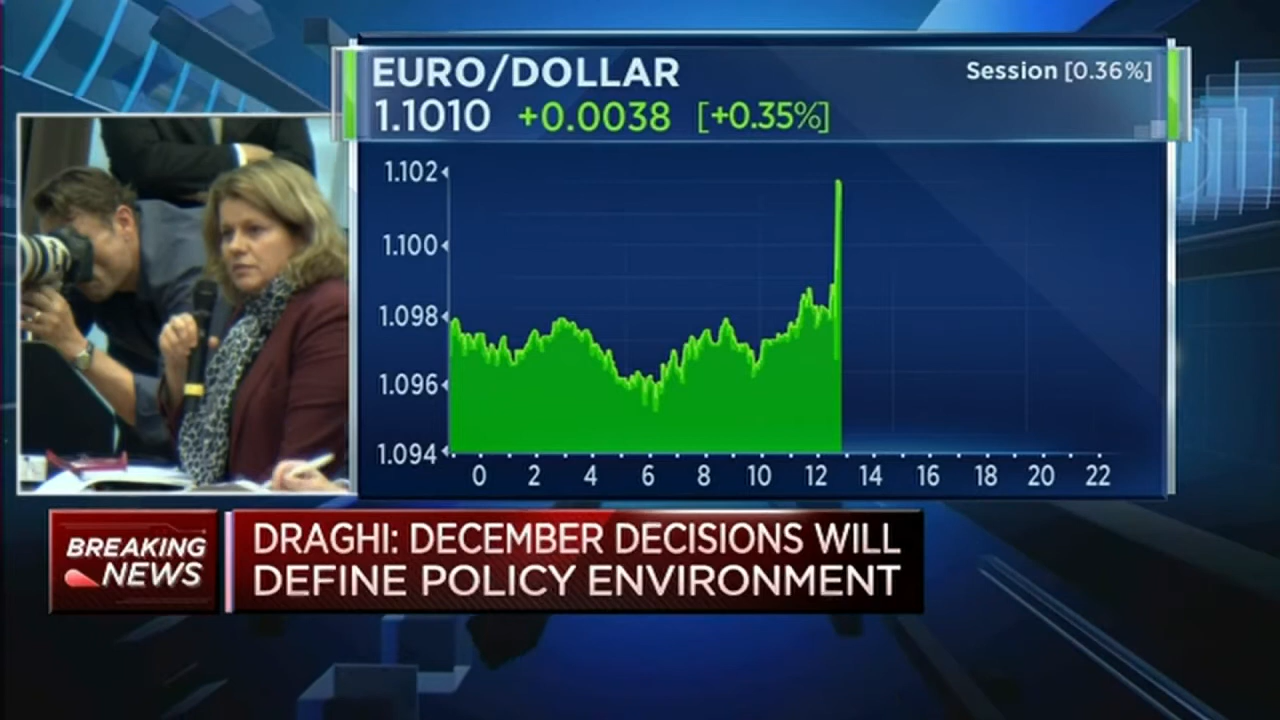 EURO/DOLLAR
Session [0.36%]
1.1010 +0.0038 [+0.35%]
1.102
1.100
1.098
1.096
1.094
0 2 4 6 8 10 12 14 16 18 20 22
BREAKING
NEWS
DRAGHI: DECEMBER DECISIONS WILL
DEFINE POLICY ENVIRONMENT